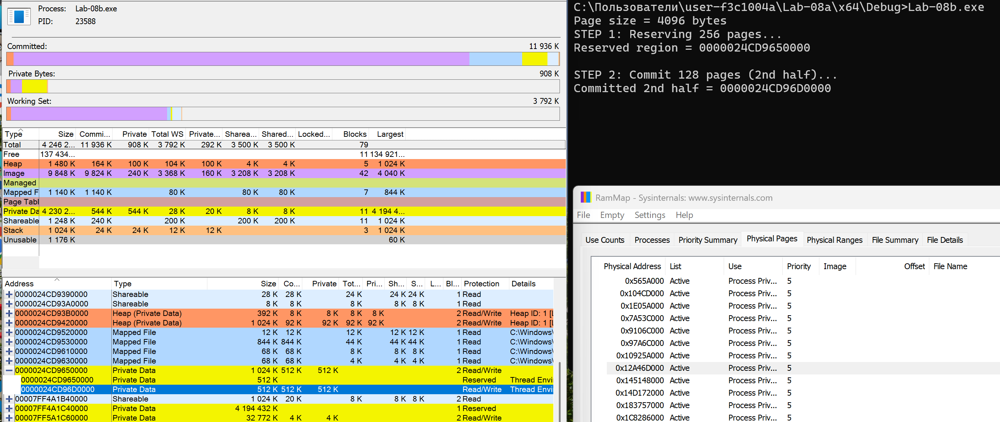 Process: Lab-08b.exe
PID: 23588
Committed: 11 936 K
Private Bytes: 908 K
Working Set: 3 792 K
Type Size Commi... Private Total WS Private... Sharea... Shared... Locked... Blocks Largest
Total 4 246 2... 11 936 K 908 K 3 792 K 292 K 3 500 K 3 500 K 79
Free 137 434... 11 134 921...
Heap 1 480 K 164 K 100 K 104 K 100 K 4 K 4 K 5 1 024 K
Image 9 848 K 9 824 K 240 K 3 368 K 160 K 3 208 K 3 208 K 42 4 040 K
Managed
Mapped F 1 140 K 1 140 K 80 K 80 K 80 K 7 844 K
Page Tabl
Private Da 4 230 2... 544 K 544 K 28 K 20 K 8 K 8 K 11 4 194 4...
Shareable 1 248 K 240 K 200 K 200 K 200 K 11 1 024 K
Stack 1 024 K 24 K 24 K 12 K 12 K 3 1 024 K
Unusable 1 176 K 60 K
Address Type Size Co... Private Tot... Pri... Sh... S... L... Bl... Protection Details
0000024CD9390000 Shareable 28 K 28 K 24 K 24 K 24 K 1 Read
0000024CD93A0000 Shareable 8 K 8 K 8 K 8 K 8 K 1 Read
0000024CD93B0000 Heap (Private Data) 392 K 8 K 8 K 8 K 8 K 2 Read/Write Heap ID: 1 [L
0000024CD9420000 Heap (Private Data) 1 024 K 92 K 92 K 92 K 92 K 2 Read/Write Heap ID: 1 [L
0000024CD9520000 Mapped File 12 K 12 K 12 K 12 K 12 K 1 Read C:\Windows\
0000024CD9530000 Mapped File 844 K 844 K 44 K 44 K 44 K 1 Read C:\Windows\
0000024CD9610000 Mapped File 68 K 68 K 8 K 8 K 8 K 1 Read C:\Windows\
0000024CD9630000 Mapped File 68 K 68 K 4 K 4 K 4 K 1 Read C:\Windows\
0000024CD9650000 Private Data 1 024 K 512 K 512 K 2 Read/Write
0000024CD9650000 Private Data 512 K Reserved Thread Envi
0000024CD96D0000 Private Data 512 K 512 K 512 K Read/Write Thread Envi
00007FF4A1B40000 Shareable 1 024 K 20 K 8 K 8 K 8 K 2 Read
00007FF4A1C40000 Private Data 4 194 432 K 1 Reserved
00007FF5A1C60000 Private Data 32 772 K 4 K 4 K 2 Read/Write
C:\Пользователи\user-f3c1004a\Lab-08a\x64\Debug>Lab-08b.exe
Page size = 4096 bytes
STEP 1: Reserving 256 pages...
Reserved region = 0000024CD9650000
STEP 2: Commit 128 pages (2nd half)...
Committed 2nd half = 0000024CD96D0000
RamMap - Sysinternals: www.sysinternals.com
File Empty Settings Help
Use Counts Processes Priority Summary Physical Pages Physical Ranges File Summary File Details
Physical Address List Use Priority Image Offset File Name
0x565A000 Active Process Priv... 5
0x104CD000 Active Process Priv... 5
0x1E05A000 Active Process Priv... 5
0x7A53C000 Active Process Priv... 5
0x9106C000 Active Process Priv... 5
0x97A6C000 Active Process Priv... 5
0x10925A000 Active Process Priv... 5
0x12A46D000 Active Process Priv... 5
0x145148000 Active Process Priv... 5
0x14D172000 Active Process Priv... 5
0x183757000 Active Process Priv... 5
0x1C8286000 Active Process Priv... 5